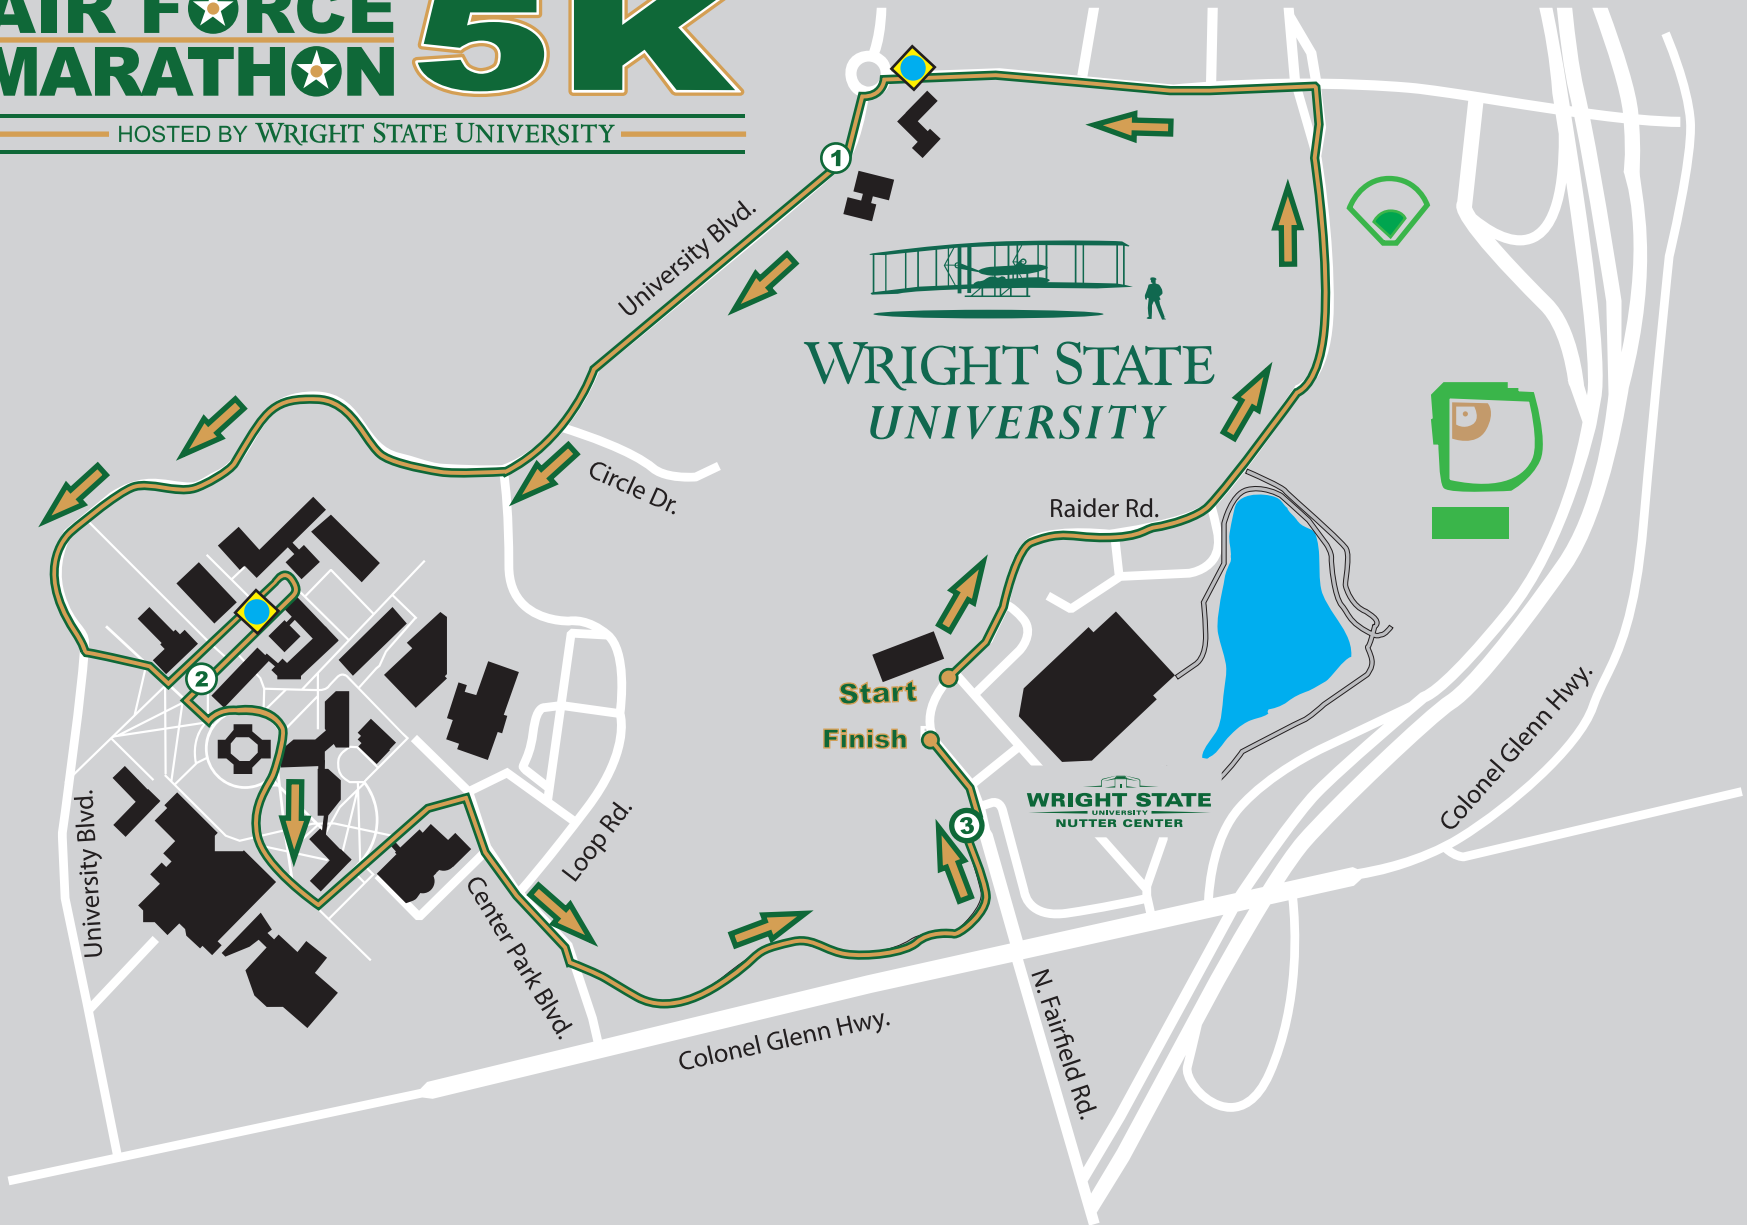 AIR FORCE
MARATHON
5K
HOSTED BY WRIGHT STATE UNIVERSITY
1
University Blvd.
WRIGHT STATE
UNIVERSITY
Circle Dr.
Raider Rd.
2
Start
Finish
WRIGHT STATE
UNIVERSITY
NUTTER CENTER
3
Colonel Glenn Hwy.
University Blvd.
Loop Rd.
Center Park Blvd.
N. Fairfield Rd.
Colonel Glenn Hwy.